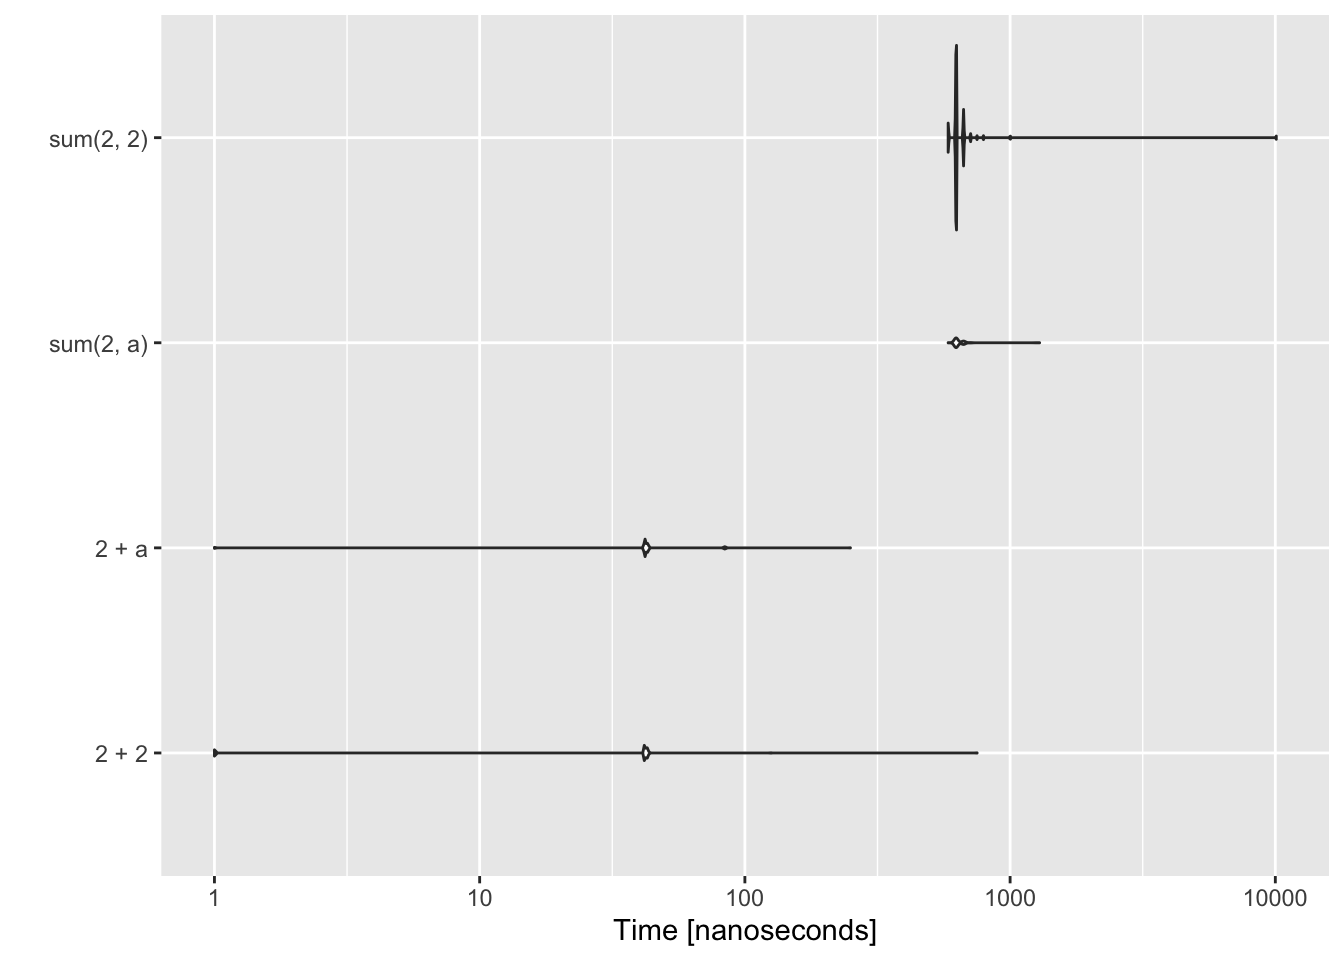 sum(2, 2)
sum(2, a)
2 + a
2 + 2
1 10 100 1000 10000
Time [nanoseconds]